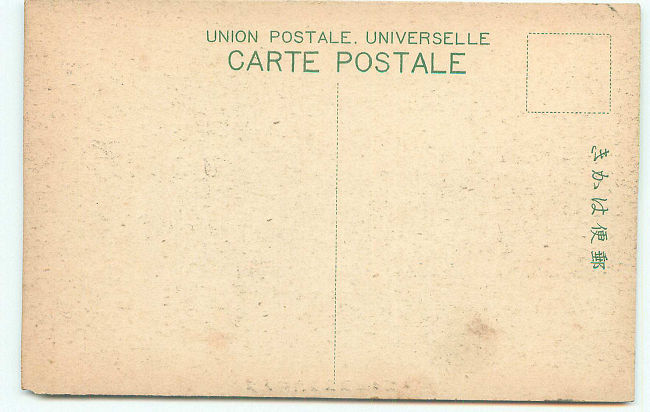 UNION POSTALE. UNIVERSELLE
CARTE POSTALE
郵便はかき